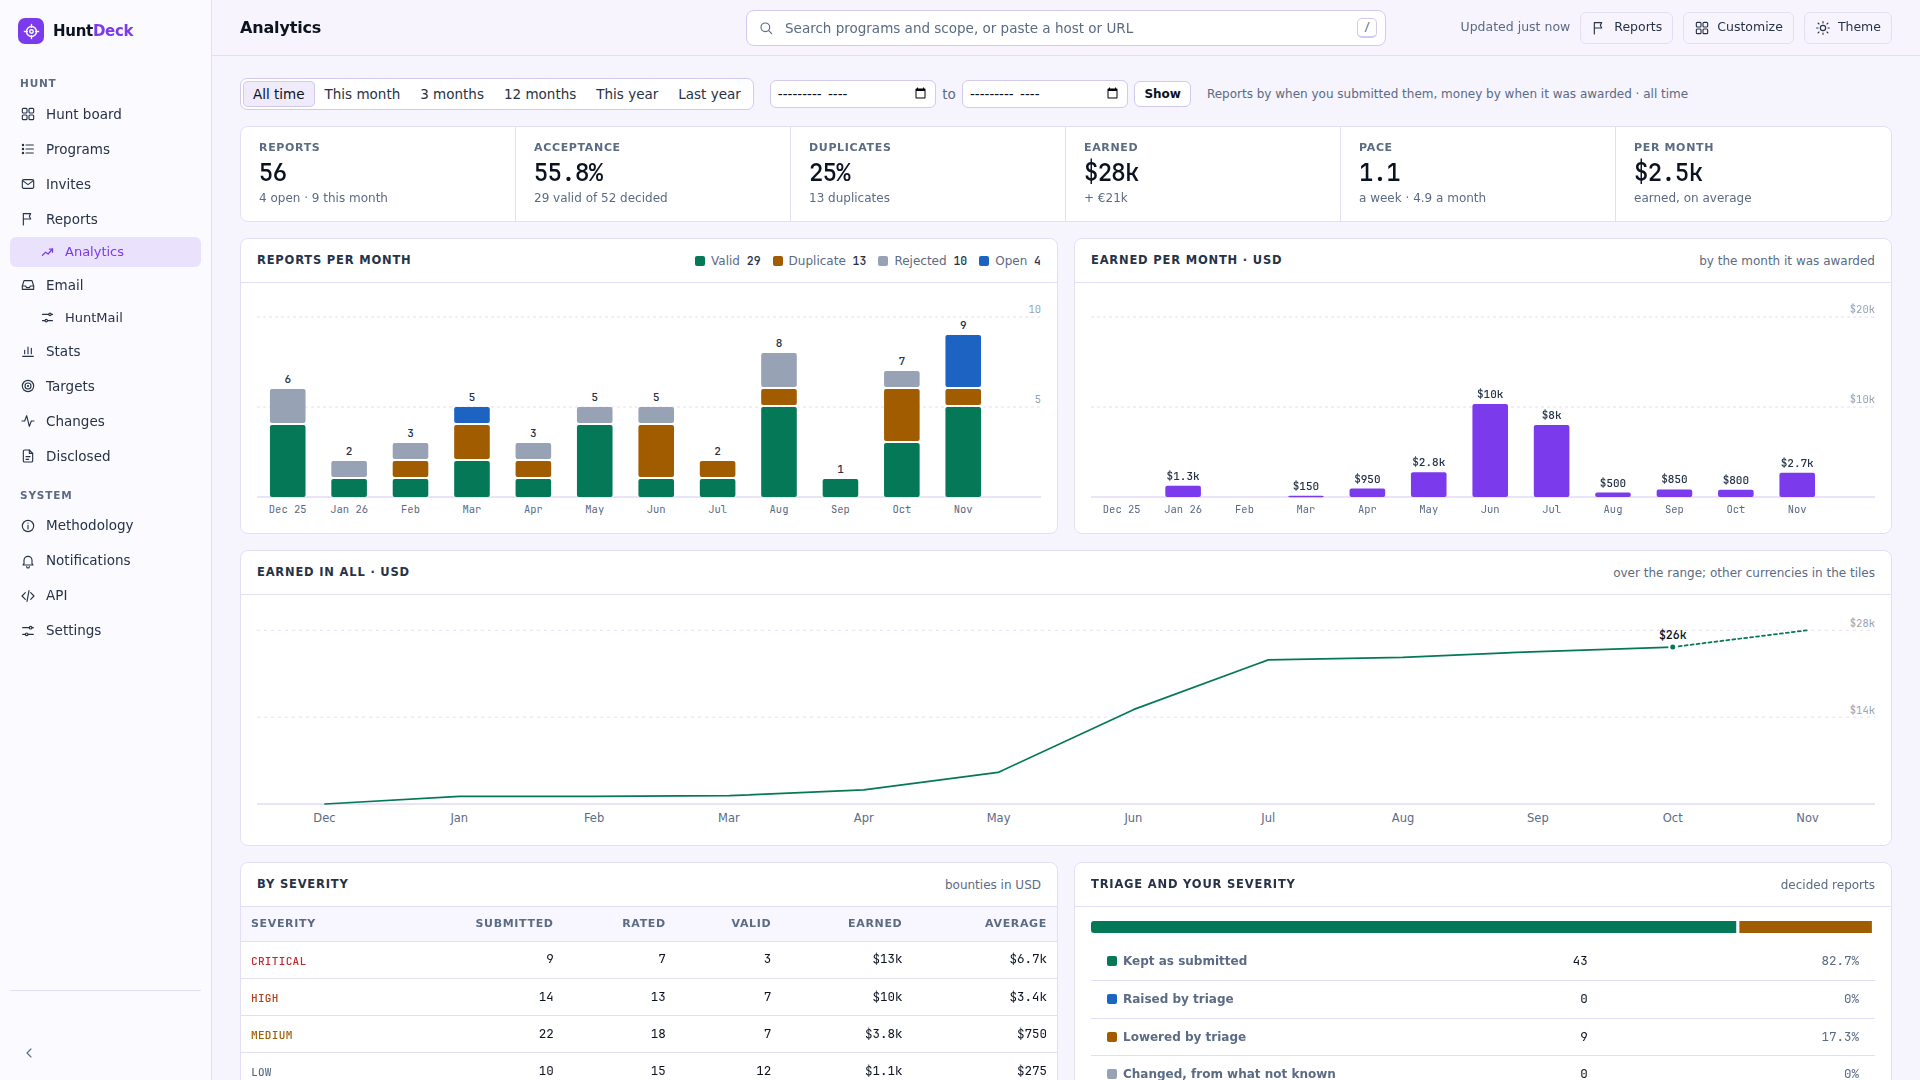 HuntDeck
Analytics
Search programs and scope, or paste a host or URL
/
Updated just now
Reports
Customize
Theme
HUNT
Hunt board
Programs
Invites
Reports
Analytics
Email
HuntMail
Stats
Targets
Changes
Disclosed
SYSTEM
Methodology
Notifications
API
Settings
All time This month 3 months 12 months This year Last year
--------- ---- to --------- ---- Show
Reports by when you submitted them, money by when it was awarded · all time
REPORTS
56
4 open · 9 this month
ACCEPTANCE
55.8%
29 valid of 52 decided
DUPLICATES
25%
13 duplicates
EARNED
$28k
+ €21k
PACE
1.1
a week · 4.9 a month
PER MONTH
$2.5k
earned, on average
REPORTS PER MONTH
Valid 29 Duplicate 13 Rejected 10 Open 4
10
5
6 2 3 5 3 5 5 2 8 1 7 9
Dec 25 Jan 26 Feb Mar Apr May Jun Jul Aug Sep Oct Nov
EARNED PER MONTH · USD
by the month it was awarded
$20k
$10k
$1.3k $150 $950 $2.8k $10k $8k $500 $850 $800 $2.7k
Dec 25 Jan 26 Feb Mar Apr May Jun Jul Aug Sep Oct Nov
EARNED IN ALL · USD
over the range; other currencies in the tiles
$28k
$26k
$14k
Dec Jan Feb Mar Apr May Jun Jul Aug Sep Oct Nov
BY SEVERITY
bounties in USD
SEVERITY SUBMITTED RATED VALID EARNED AVERAGE
CRITICAL 9 7 3 $13k $6.7k
HIGH 14 13 7 $10k $3.4k
MEDIUM 22 18 7 $3.8k $750
LOW 10 15 12 $1.1k $275
TRIAGE AND YOUR SEVERITY
decided reports
Kept as submitted 43 82.7%
Raised by triage 0 0%
Lowered by triage 9 17.3%
Changed, from what not known 0 0%